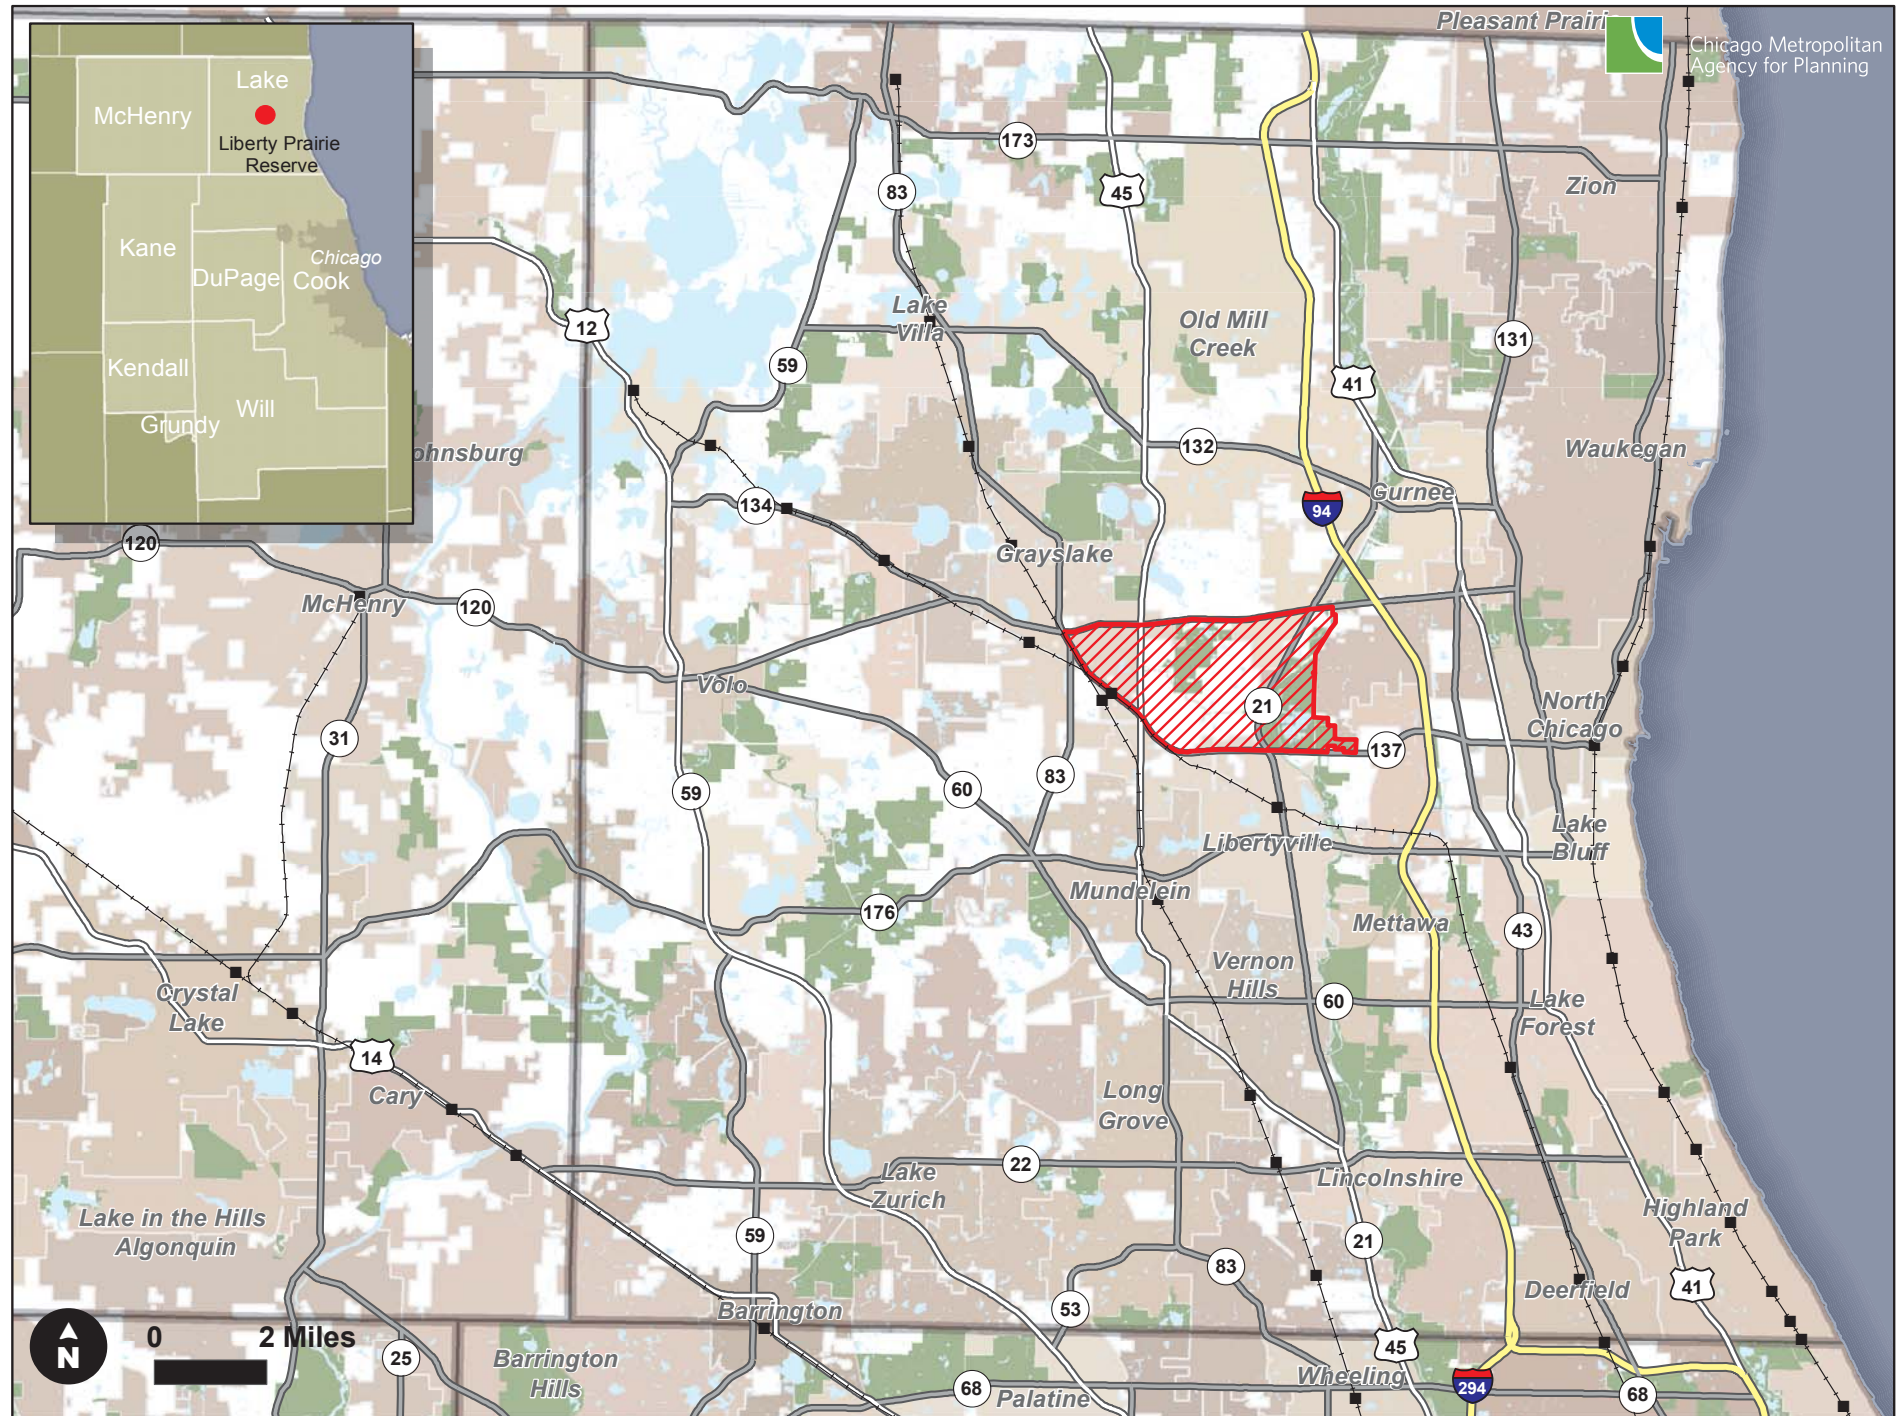 Pleasant Prairie
Chicago Metropolitan
Agency for Planning
McHenry
Lake
Liberty Prairie
Reserve
Kane
DuPage
Chicago
Cook
Kendall
Will
Grundy
173
83
45
Zion
12
Lake
Villa
Old Mill
Creek
131
59
41
132
Waukegan
ohnsburg
134
94
Gurnee
120
Grayslake
McHenry
120
Volo
21
North
Chicago
31
137
59
60
83
Libertyville
Lake
Bluff
Mundelein
176
Mettawa
43
Vernon
Hills
Crystal
Lake
60
Lake
Forest
14
Cary
Long
Grove
22
Lake
Zurich
Lincolnshire
Lake in the Hills
Algonquin
Highland
Park
59
21
83
Deerfield
41
53
Barrington
N
0 2 Miles
25
Barrington
Hills
45
Wheeling
294
68
Palatine
68